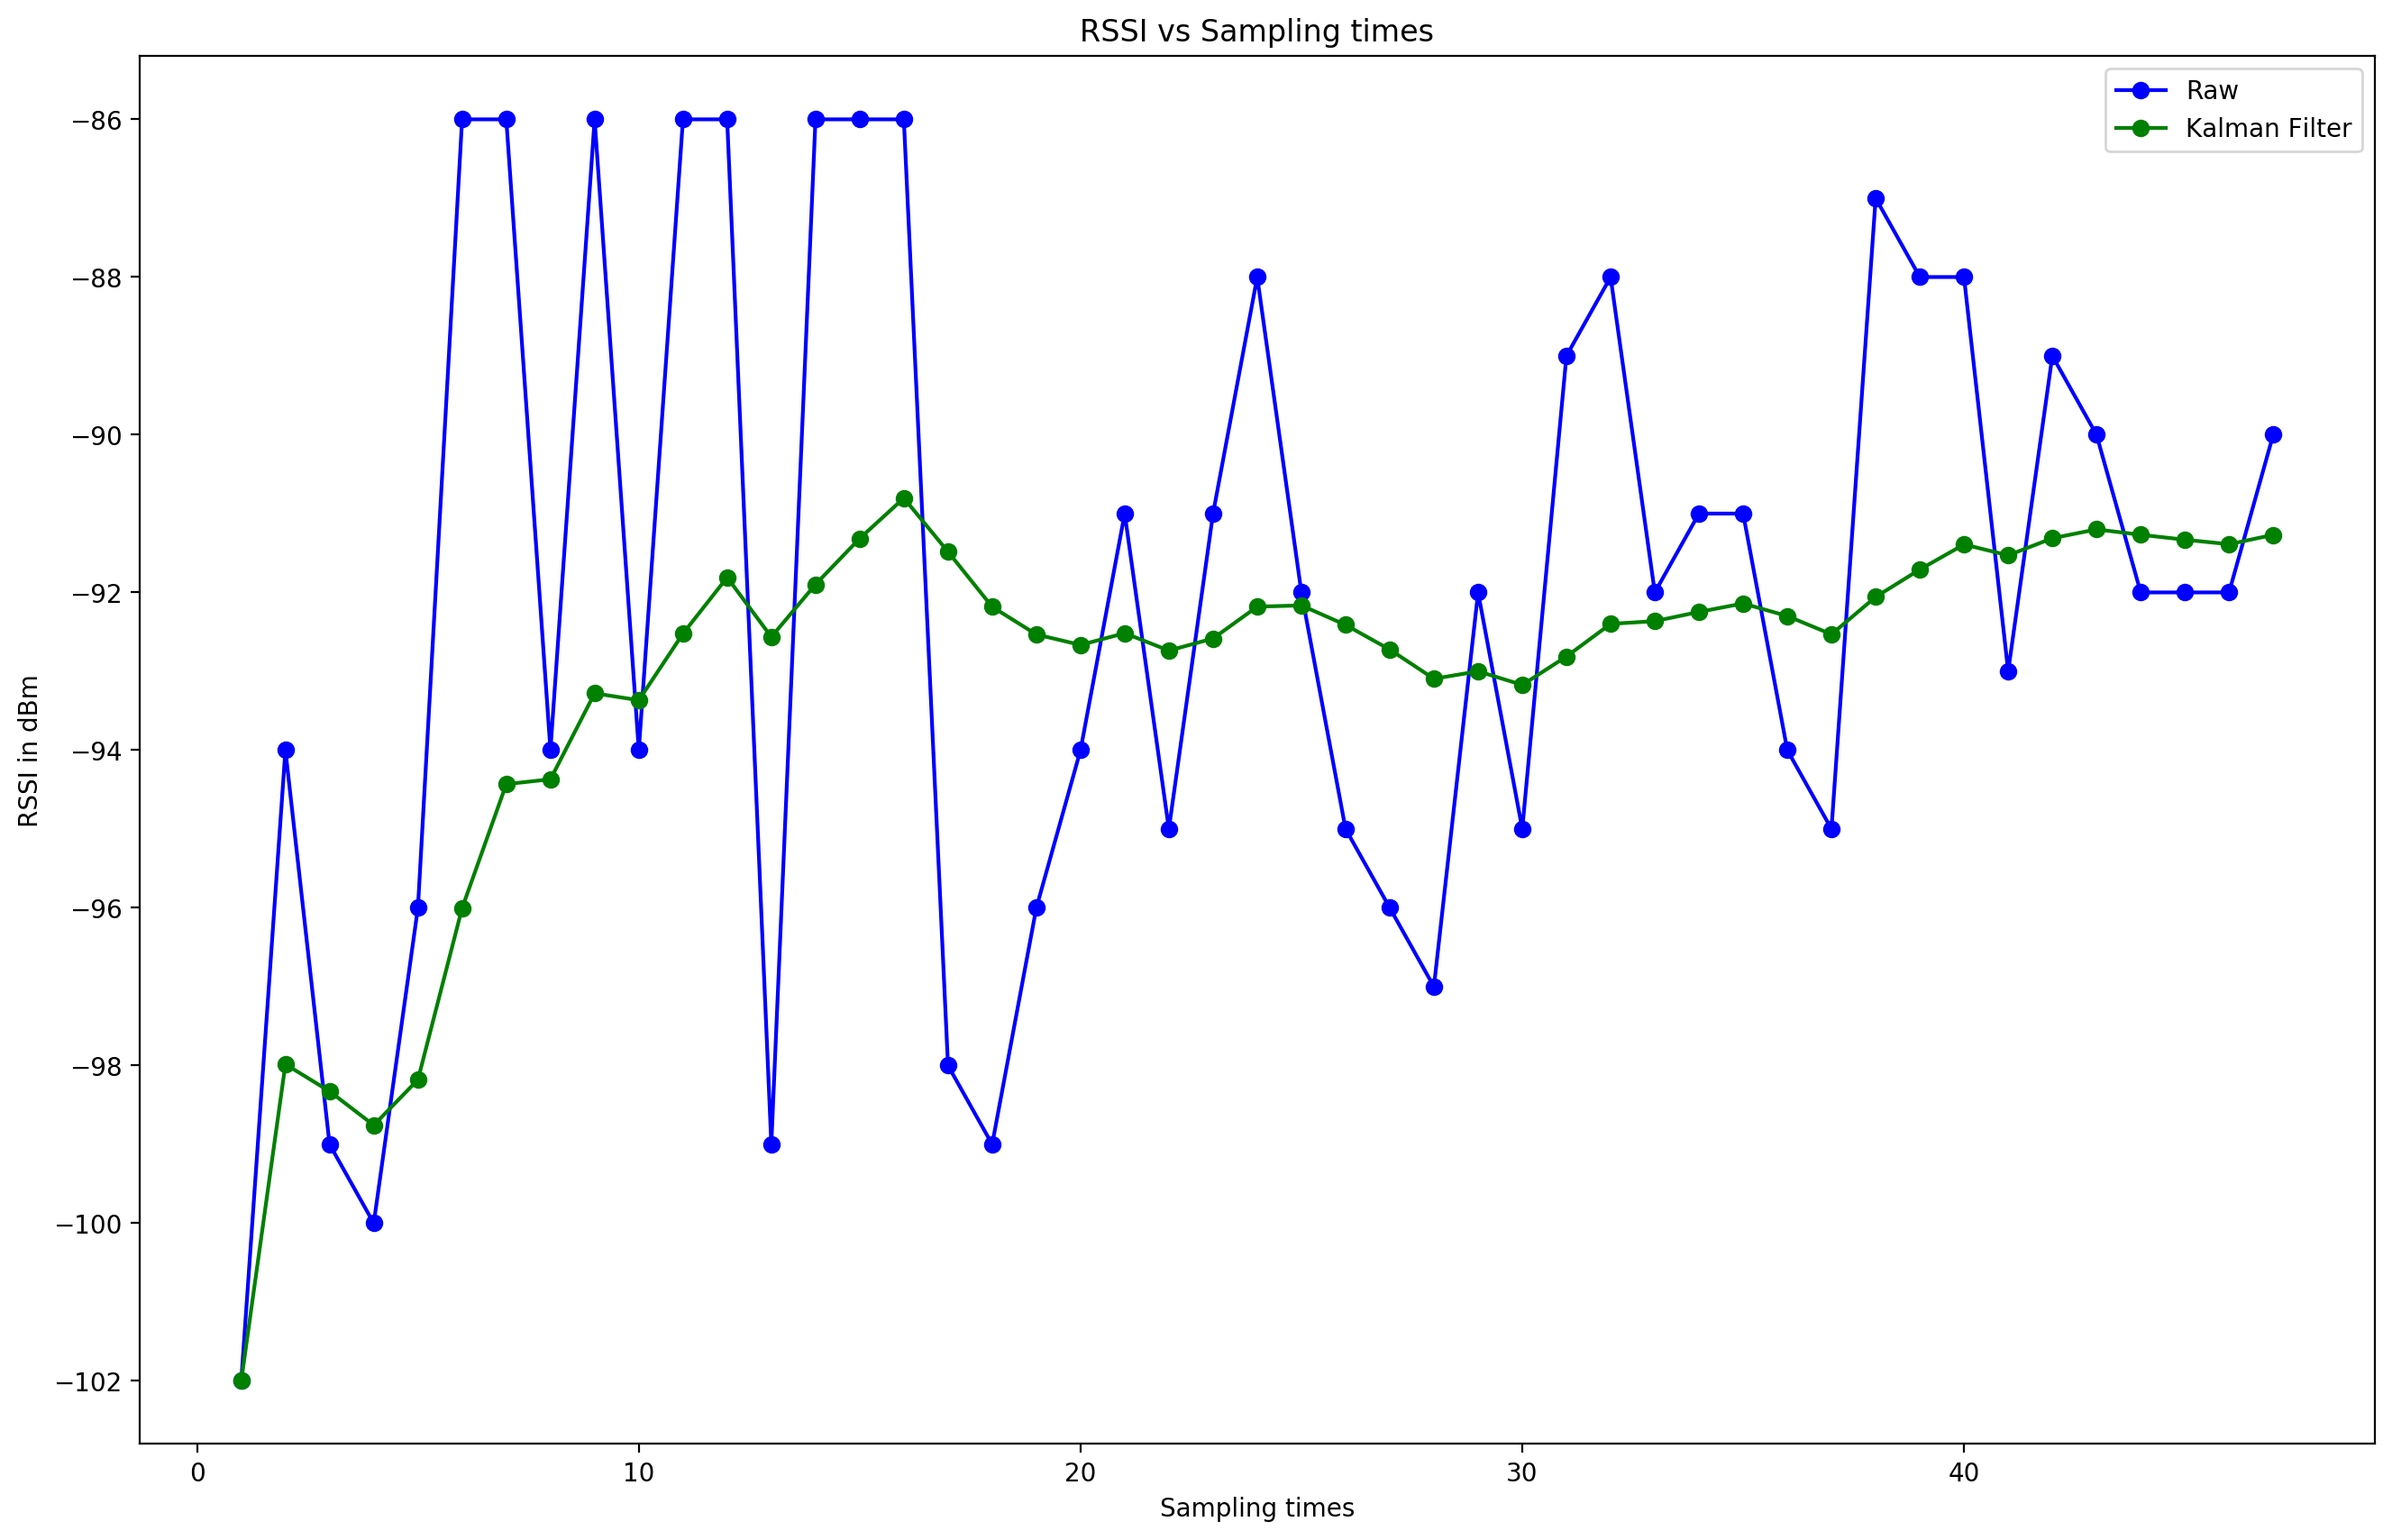 RSSI vs Sampling times
Raw
Kalman Filter
−86
−88
−90
−92
−94
−96
−98
−100
−102
RSSI in dBm
0
10
20
30
40
Sampling times